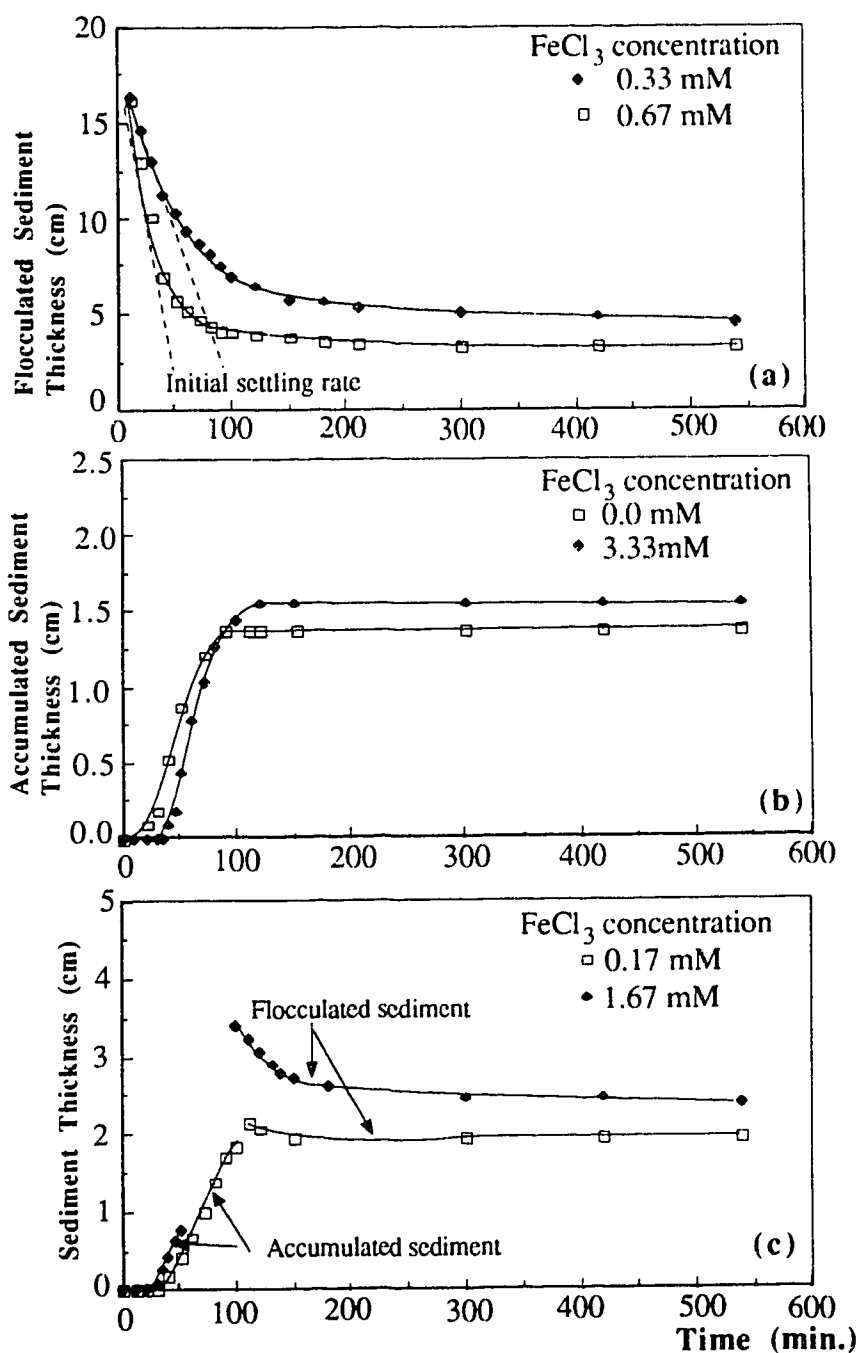 20
15
10
5
0
Flocculated Sediment
Thickness (cm)
FeCl3 concentration
0.33 mM
0.67 mM
Initial settling rate
(a)
0 100 200 300 400 500 600
2.5
2.0
1.5
1.0
0.5
0.0
Accumulated Sediment
Thickness (cm)
FeCl3 concentration
0.0 mM
3.33mM
(b)
0 100 200 300 400 500 600
5
4
3
2
1
0
Sediment Thickness (cm)
FeCl3 concentration
0.17 mM
1.67 mM
Flocculated sediment
Accumulated sediment
(c)
0 100 200 300 400 500 600
Time (min.)